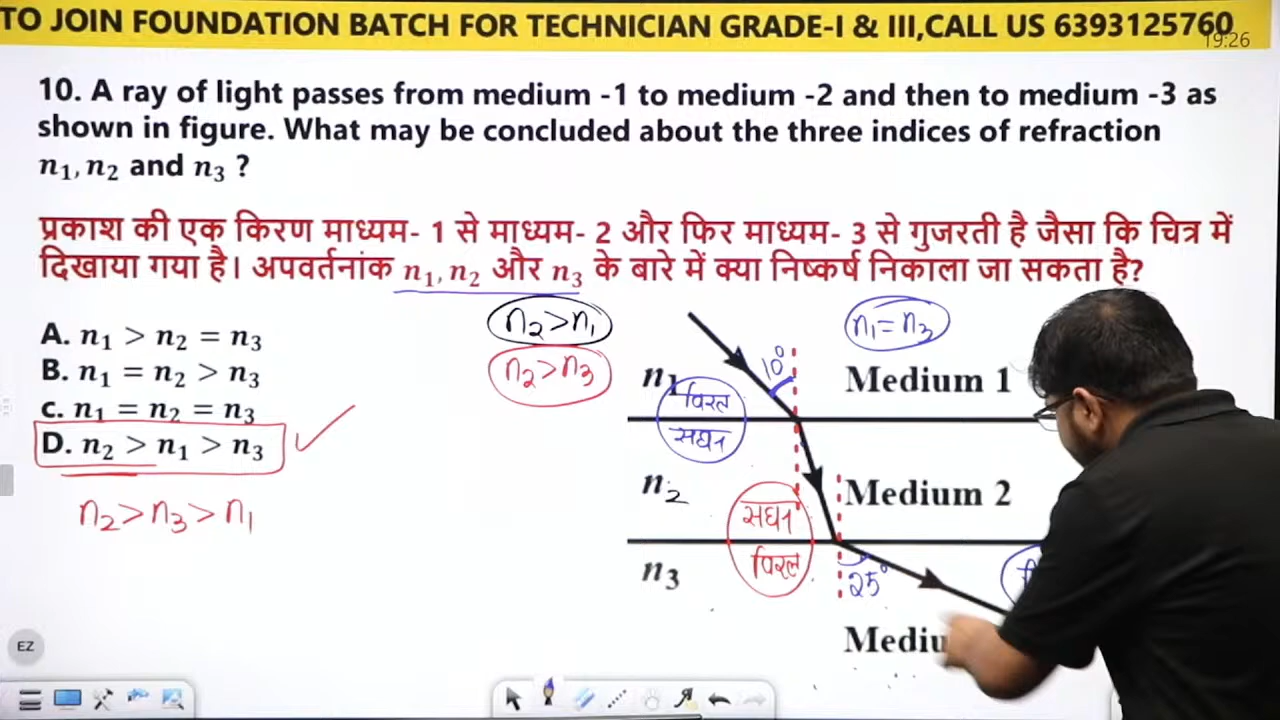 TO JOIN FOUNDATION BATCH FOR TECHNICIAN GRADE-I & III,CALL US 6393125760
19:26
10. A ray of light passes from medium -1 to medium -2 and then to medium -3 as
shown in figure. What may be concluded about the three indices of refraction
n₁, n₂ and n₃ ?
प्रकाश की एक किरण माध्यम- 1 से माध्यम- 2 और फिर माध्यम- 3 से गुजरती है जैसा कि चित्र में
दिखाया गया है। अपवर्तनांक n₁, n₂ और n₃ के बारे में क्या निष्कर्ष निकाला जा सकता है?
A. n₁ > n₂ = n₃
B. n₁ = n₂ > n₃
C. n₁ = n₂ = n₃
D. n₂ > n₁ > n₃
n₂ > n₃ > n₁
n₂ > n₁
n₂ > n₃
n₁ = n₃
10°
n₁
Medium 1
विरल
सघन
n₂
Medium 2
सघन
विरल
n₃
25°
Mediu
EZ